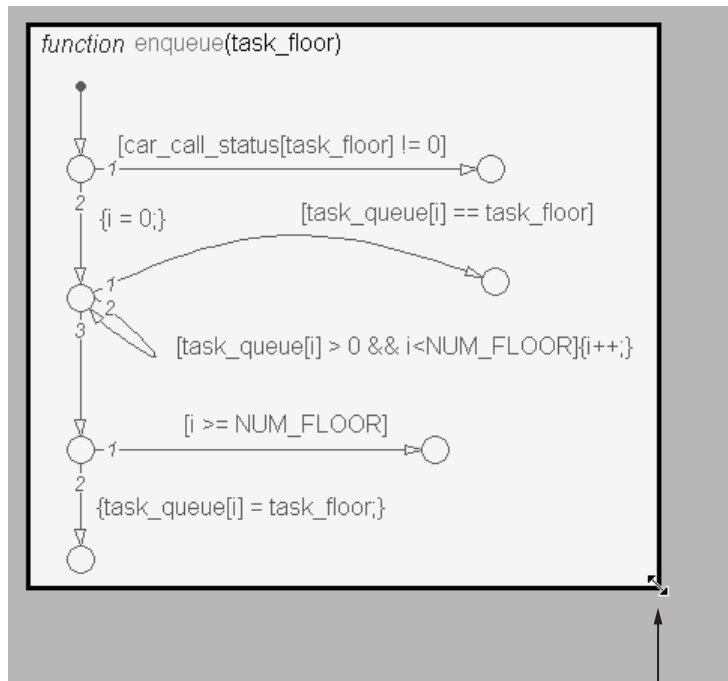 function enqueue(task_floor)
[car_call_status[task_floor] != 0]
1
2
{i = 0;}
[task_queue[i] == task_floor]
1
2
3
[task_queue[i] > 0 && i<NUM_FLOOR]{i++;}
[i >= NUM_FLOOR]
1
2
{task_queue[i] = task_floor;}